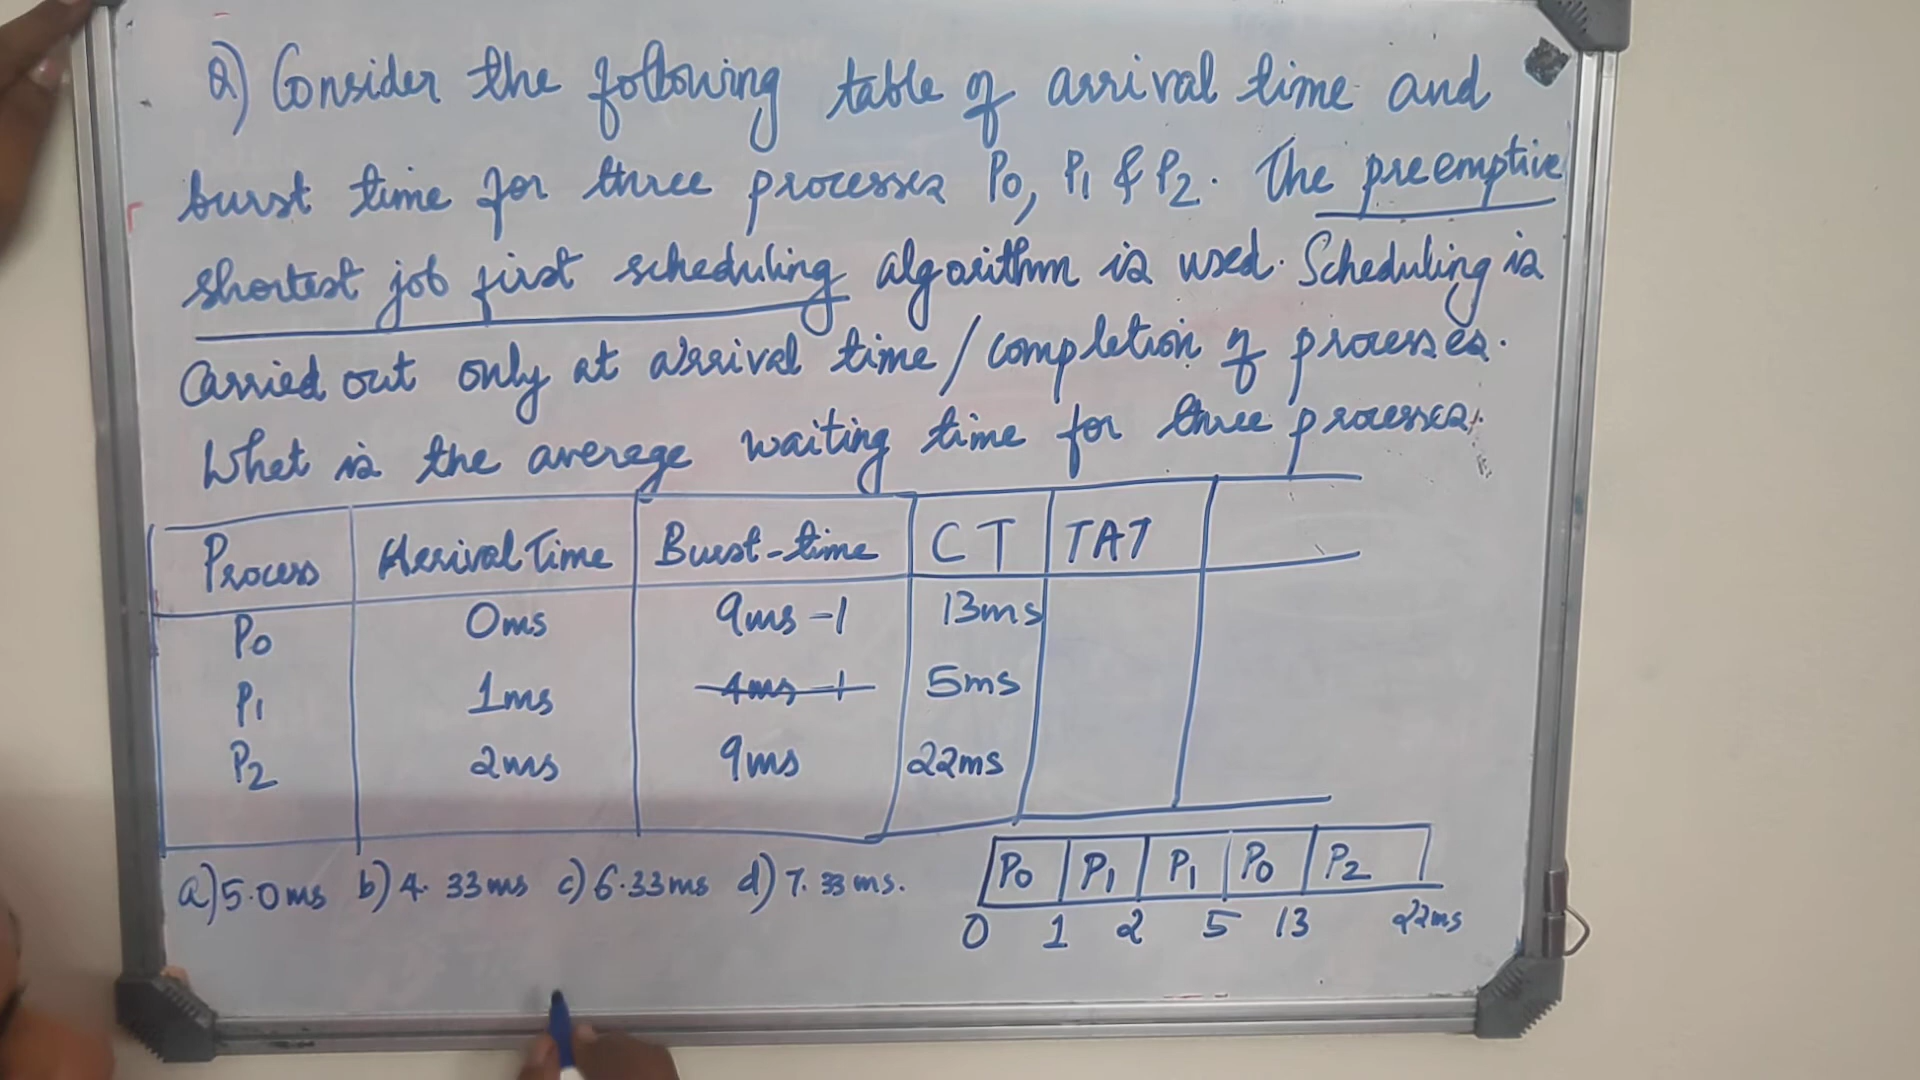 Q) Consider the following table of arrival time and
burst time for three processes P0, P1 & P2. The preemptive
shortest job first scheduling algorithm is used. Scheduling is
carried out only at arrival time/completion of processes.
What is the average waiting time for three processes.
Process Arrival Time Burst-time CT TAT
P0 0ms 9ms-1 13ms
P1 1ms 4ms-1 5ms
P2 2ms 9ms 22ms
a) 5.0ms b) 4.33ms c) 6.33ms d) 7.33ms.
P0 P1 P1 P0 P2
0 1 2 5 13 22ms